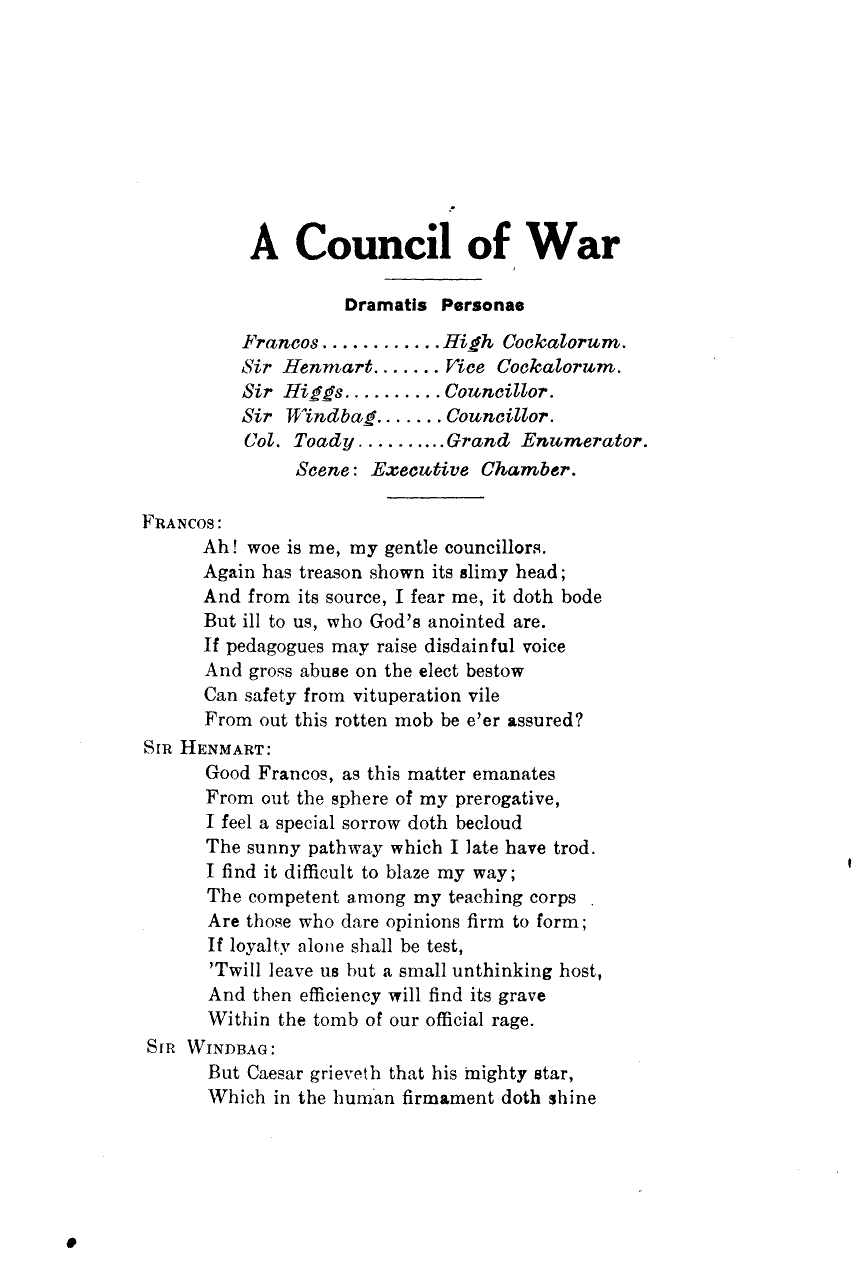 A Council of War
Dramatis Personae
Francos............High Cockalorum.
Sir Henmart.......Vice Cockalorum.
Sir Higgs..........Councillor.
Sir Windbag.......Councillor.
Col. Toady..........Grand Enumerator.
Scene: Executive Chamber.
FRANCOS:
Ah! woe is me, my gentle councillors.
Again has treason shown its slimy head;
And from its source, I fear me, it doth bode
But ill to us, who God's anointed are.
If pedagogues may raise disdainful voice
And gross abuse on the elect bestow
Can safety from vituperation vile
From out this rotten mob be e'er assured?
SIR HENMART:
Good Francos, as this matter emanates
From out the sphere of my prerogative,
I feel a special sorrow doth becloud
The sunny pathway which I late have trod.
I find it difficult to blaze my way;
The competent among my teaching corps
Are those who dare opinions firm to form;
If loyalty alone shall be test,
'Twill leave us but a small unthinking host,
And then efficiency will find its grave
Within the tomb of our official rage.
SIR WINDBAG:
But Caesar grieveth that his mighty star,
Which in the human firmament doth shine